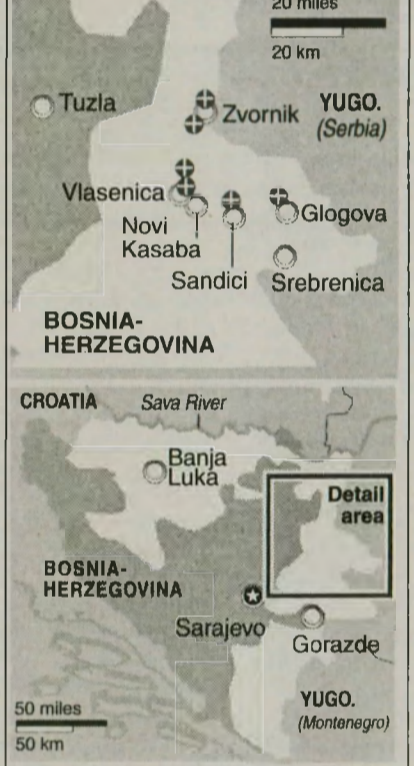 20 miles
20 km
Tuzla
Zvornik
YUGO.
(Serbia)
Vlasenica
Novi
Kasaba
Glogova
Sandici
Srebrenica
BOSNIA-
HERZEGOVINA
CROATIA
Sava River
Banja
Luka
Detail
area
BOSNIA-
HERZEGOVINA
Sarajevo
Gorazde
YUGO.
(Montenegro)
50 miles
50 km